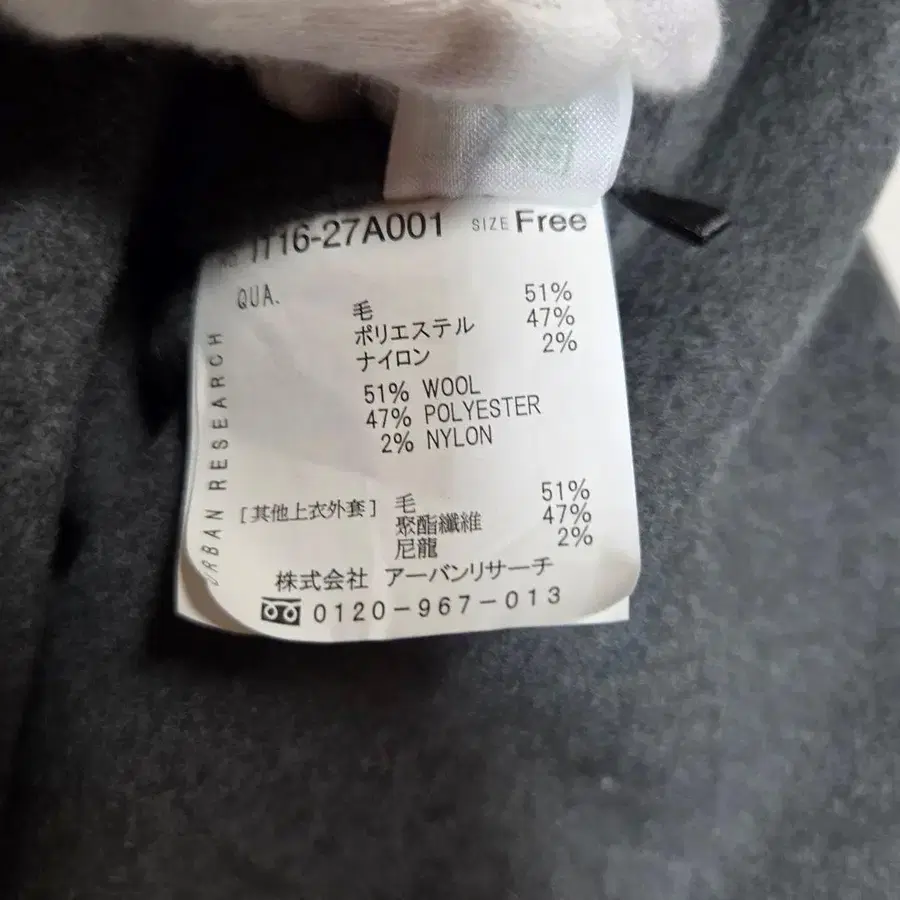 NO. IT16-27A001 SIZE Free
QUA.
毛 51%
ポリエステル 47%
ナイロン 2%
51% WOOL
47% POLYESTER
2% NYLON
[其他上衣外套] 毛 51%
聚酯纖維 47%
尼龍 2%
株式会社 アーバンリサーチ
0120-967-013
URBAN RESEARCH